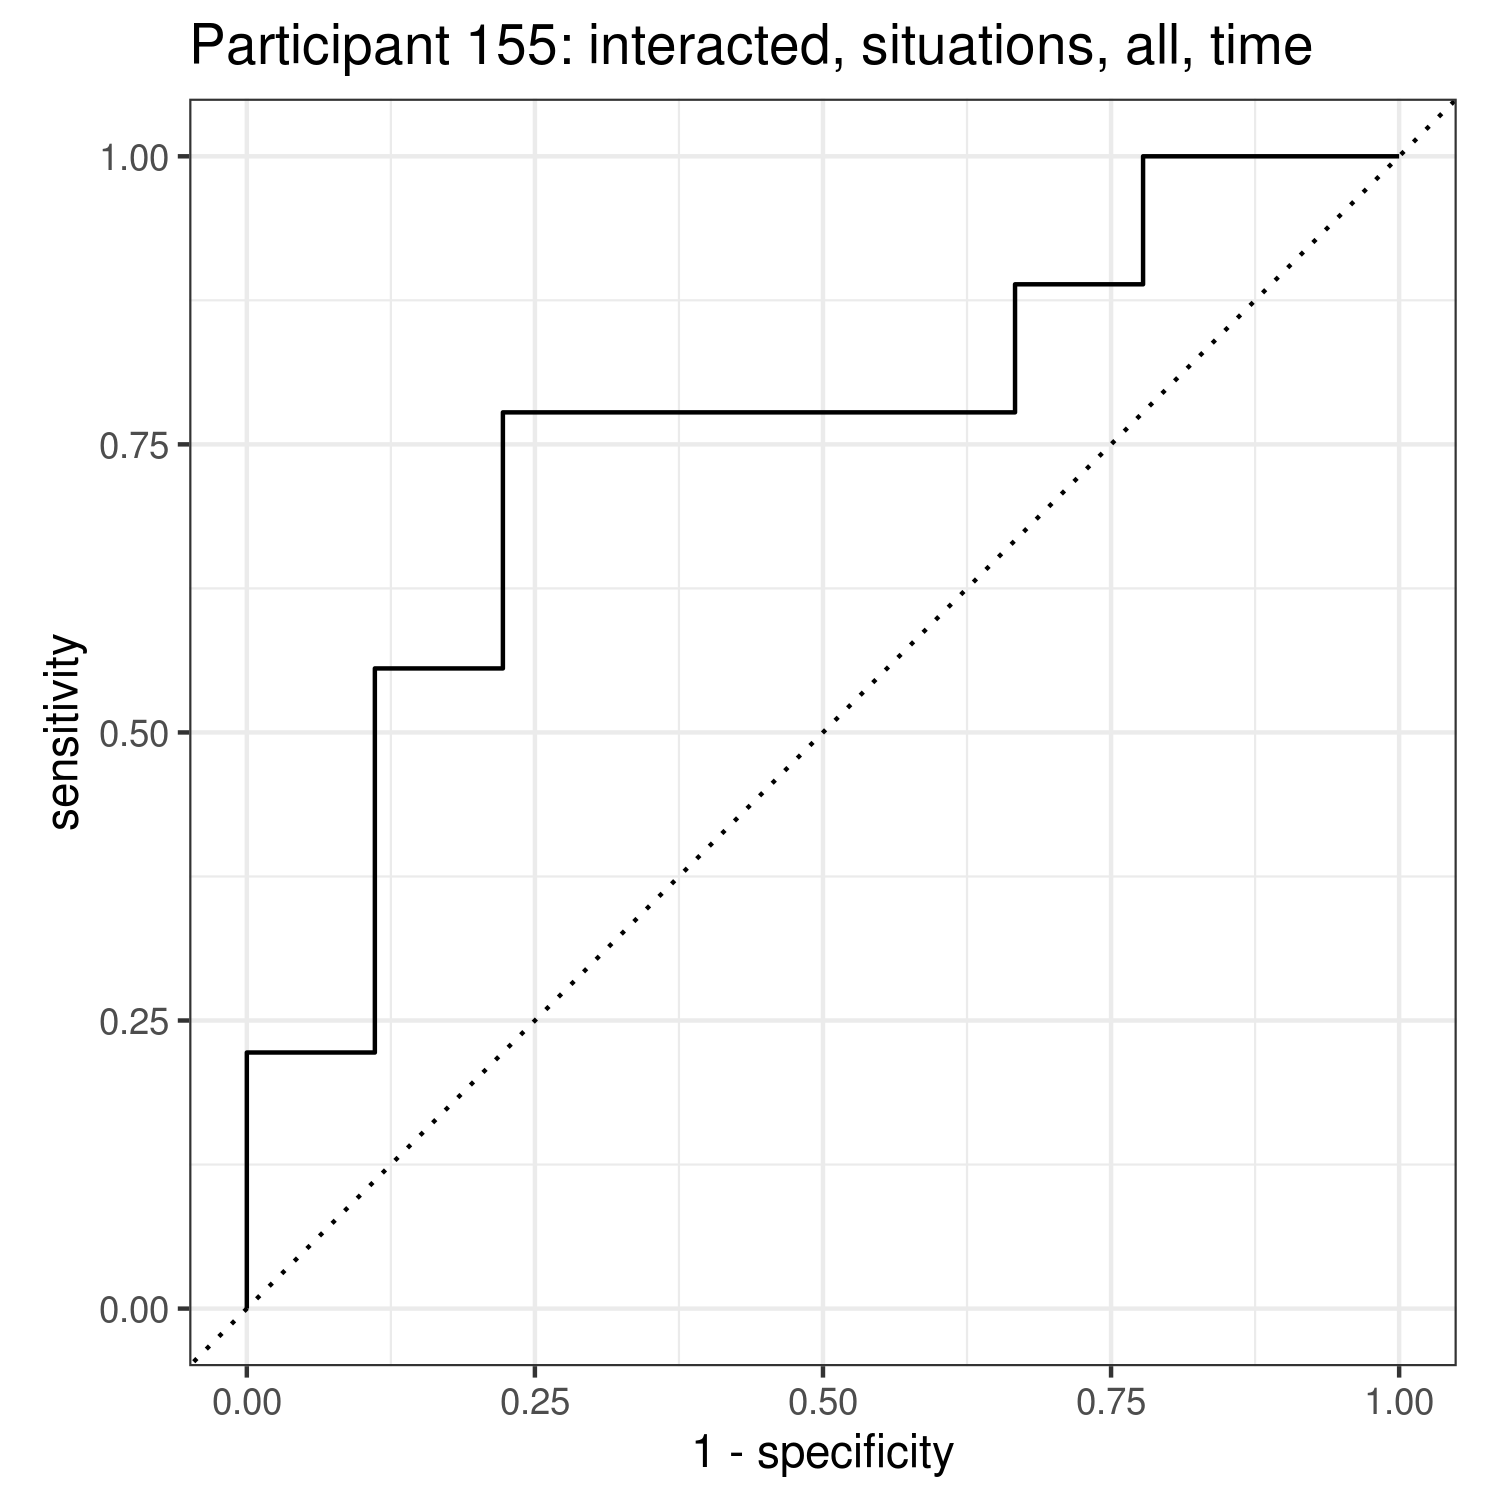 Participant 155: interacted, situations, all, time
1.00
0.75
0.50
0.25
0.00
sensitivity
0.00 0.25 0.50 0.75 1.00
1 - specificity